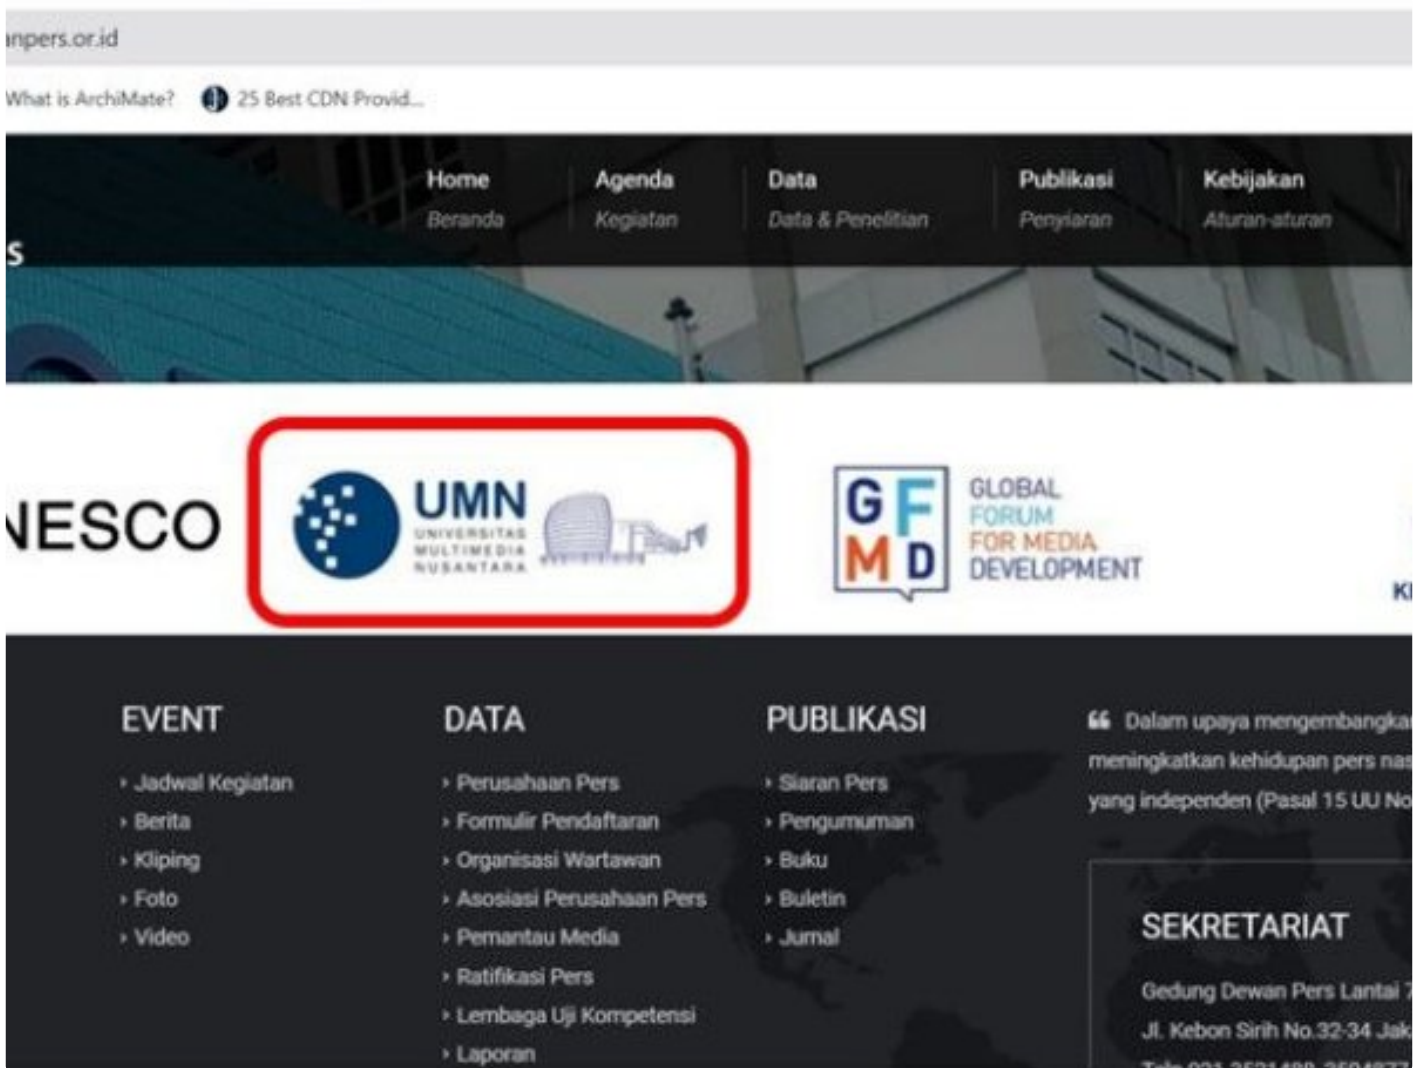 anpers.or.id
What is ArchiMate? 25 Best CDN Provid...
Home Agenda Data Publikasi Kebijakan
Beranda Kegiatan Data & Penelitian Penyiaran Aturan-aturan
s
NESCO
UMN
UNIVERSITAS
MULTIMEDIA
NUSANTARA
GFMD
GLOBAL
FORUM
FOR MEDIA
DEVELOPMENT
EVENT
› Jadwal Kegiatan
› Berita
› Kliping
› Foto
› Video
DATA
› Perusahaan Pers
› Formulir Pendaftaran
› Organisasi Wartawan
› Asosiasi Perusahaan Pers
› Pemantau Media
› Ratifikasi Pers
› Lembaga Uji Kompetensi
› Laporan
PUBLIKASI
› Siaran Pers
› Pengumuman
› Buku
› Buletin
› Jurnal
❝ Dalam upaya mengembangka
meningkatkan kehidupan pers nas
yang independen (Pasal 15 UU No
SEKRETARIAT
Gedung Dewan Pers Lantai 7
Jl. Kebon Sirih No.32-34 Jak